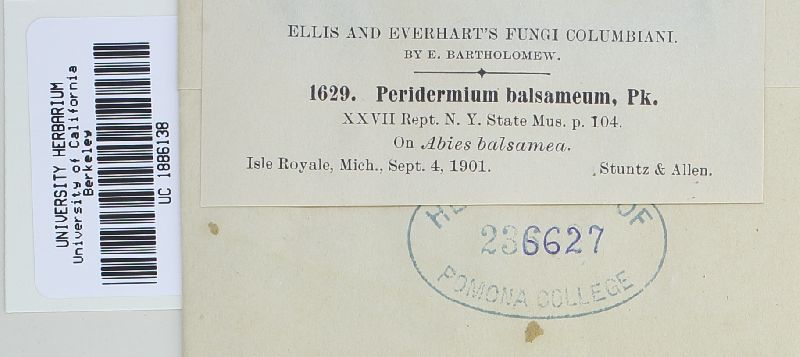 UNIVERSITY HERBARIUM
University of California
Berkeley
UC 1886138
ELLIS AND EVERHART'S FUNGI COLUMBIANI.
BY E. BARTHOLOMEW.
1629. Peridermium balsameum, Pk.
XXVII Rept. N. Y. State Mus. p. 104.
On Abies balsamea.
Isle Royale, Mich., Sept. 4, 1901. Stuntz & Allen.
OF
236627
POMONA COLLEGE